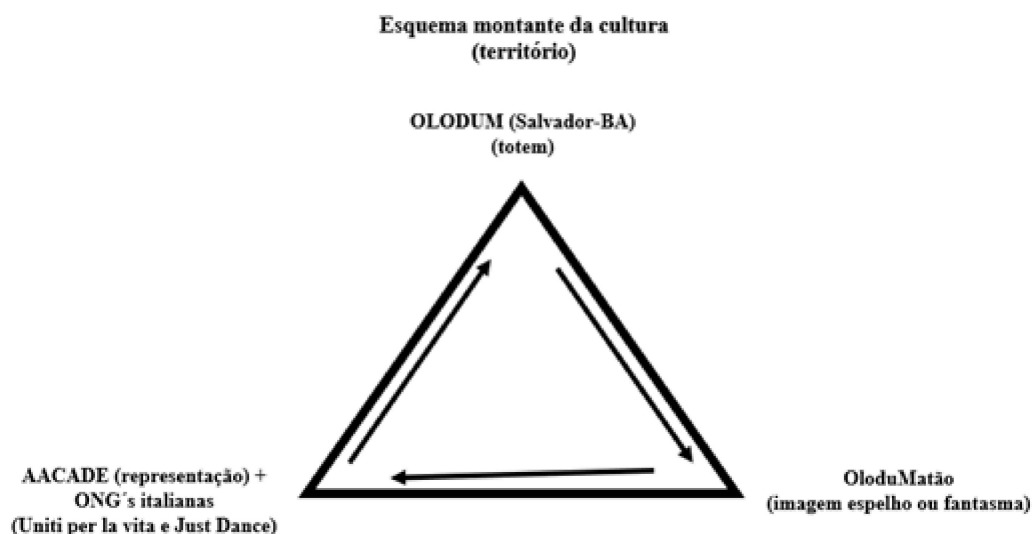 Esquema montante da cultura
(território)
OLODUM (Salvador-BA)
(totem)
AACADE (representação) +
ONG´s italianas
(Uniti per la vita e Just Dance)
OloduMatão
(imagem espelho ou fantasma)